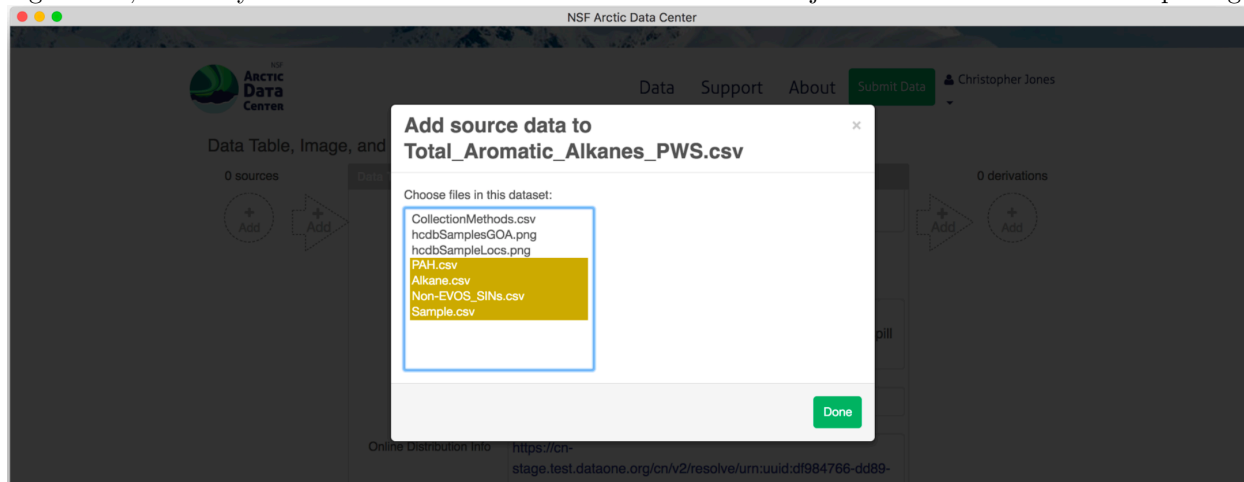 NSF Arctic Data Center
NSF
ARCTIC
DATA
CENTER
Data Support About Submit Data Christopher Jones
Data Table, Image, and
0 sources
Data
0 derivations
+
Add
+
Add
+
Add
+
Add
Add source data to
Total_Aromatic_Alkanes_PWS.csv
×
Choose files in this dataset:
CollectionMethods.csv
hcdbSamplesGOA.png
hcdbSampleLocs.png
PAH.csv
Alkane.csv
Non-EVOS_SINs.csv
Sample.csv
pill
Done
Online Distribution Info
https://cn-
stage.test.dataone.org/cn/v2/resolve/urn:uuid:df984766-dd89-